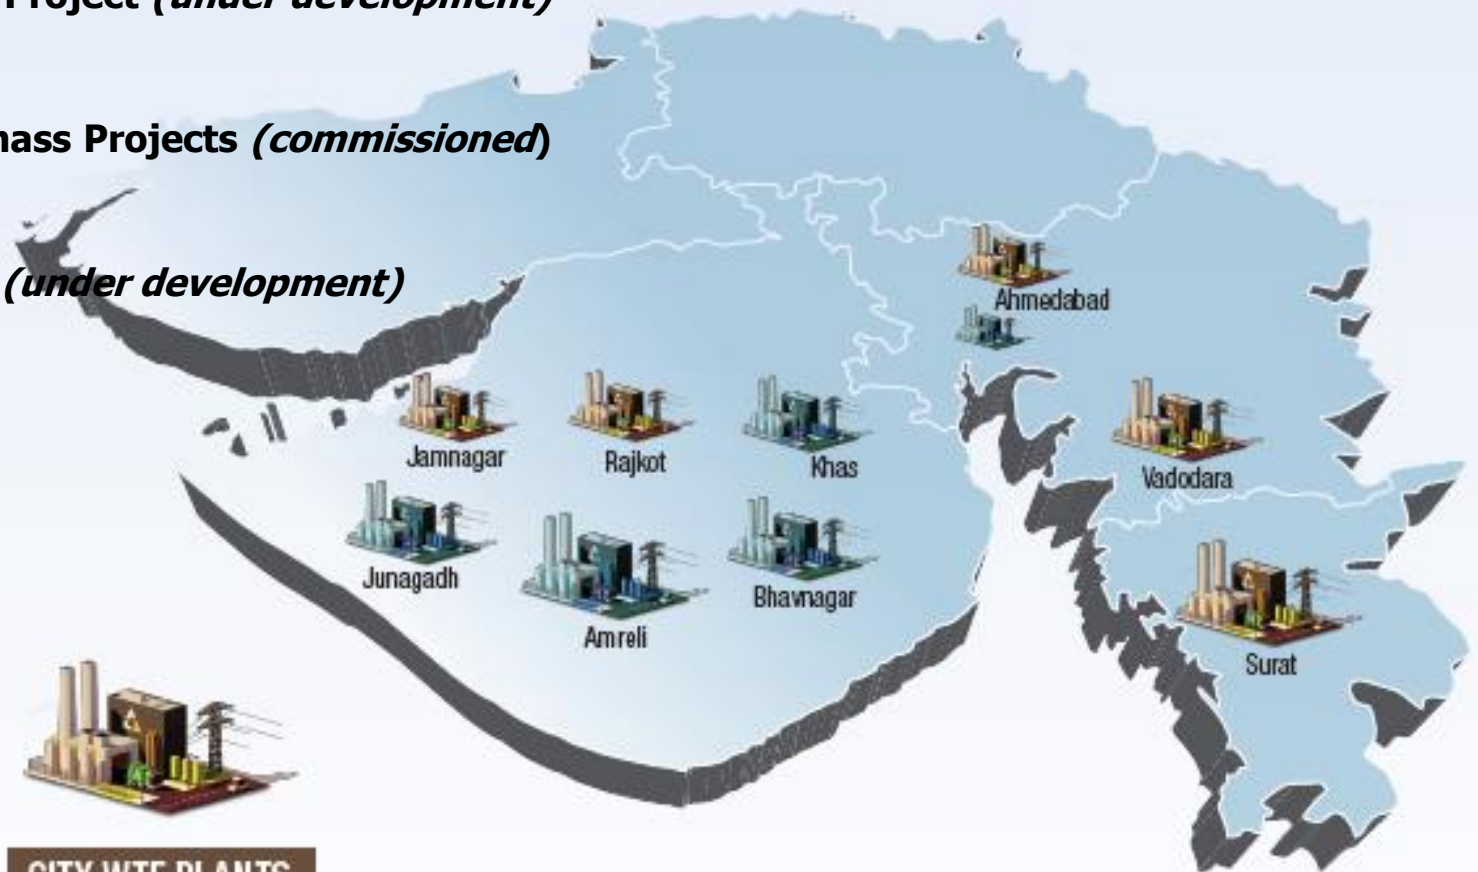 Project (under development)
mass Projects (commissioned)
(under development)
Ahmedabad
Jamnagar
Rajkot
Khas
Vadodara
Junagadh
Amreli
Bhavnagar
Surat
CITY WTE PLANTS